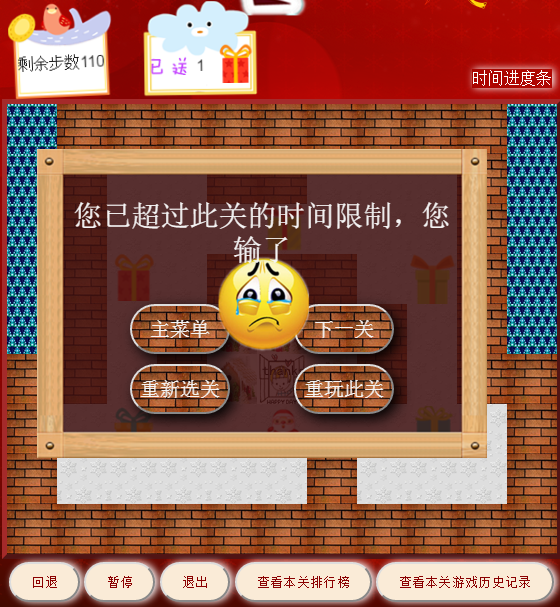 剩余步数110
已 送 1
时间进度条
您已超过此关的时间限制，您
输了
主菜单
下一关
重新选关
重玩此关
回退
暂停
退出
查看本关排行榜
查看本关游戏历史记录